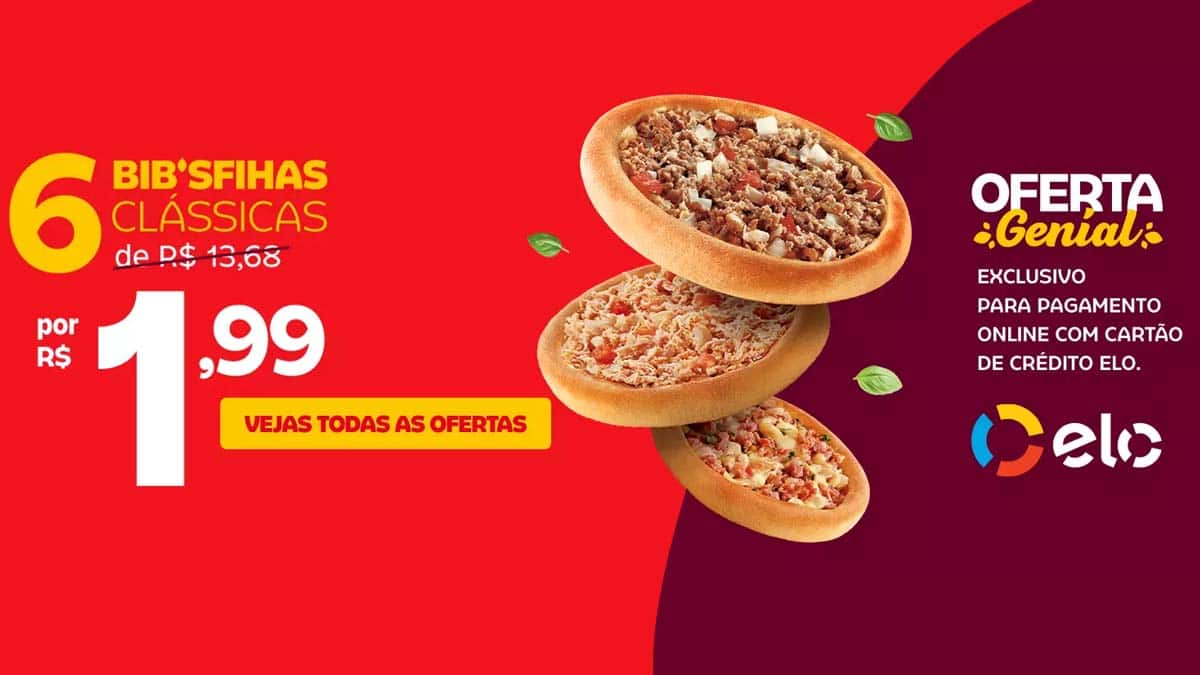 6 BIB'SFIHAS
CLÁSSICAS
de R$ 13,68
por
R$
1,99
VEJAS TODAS AS OFERTAS
OFERTA
Genial
EXCLUSIVO
PARA PAGAMENTO
ONLINE COM CARTÃO
DE CRÉDITO ELO.
elo